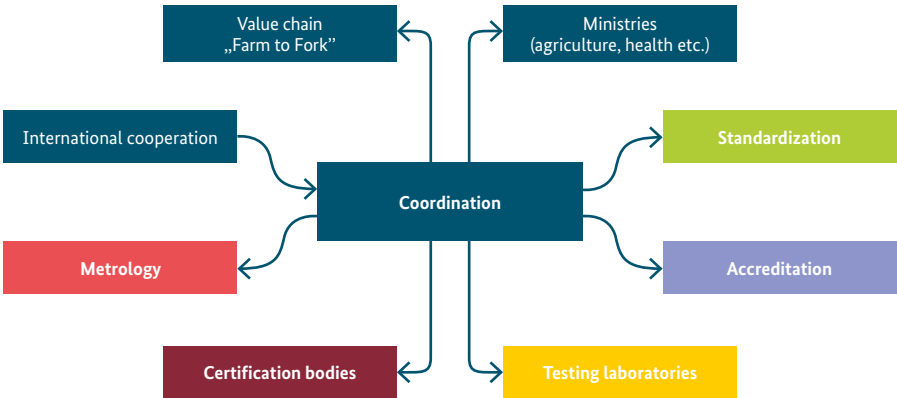 Value chain
„Farm to Fork”
Ministries
(agriculture, health etc.)
International cooperation
Standardization
Coordination
Metrology
Accreditation
Certification bodies
Testing laboratories